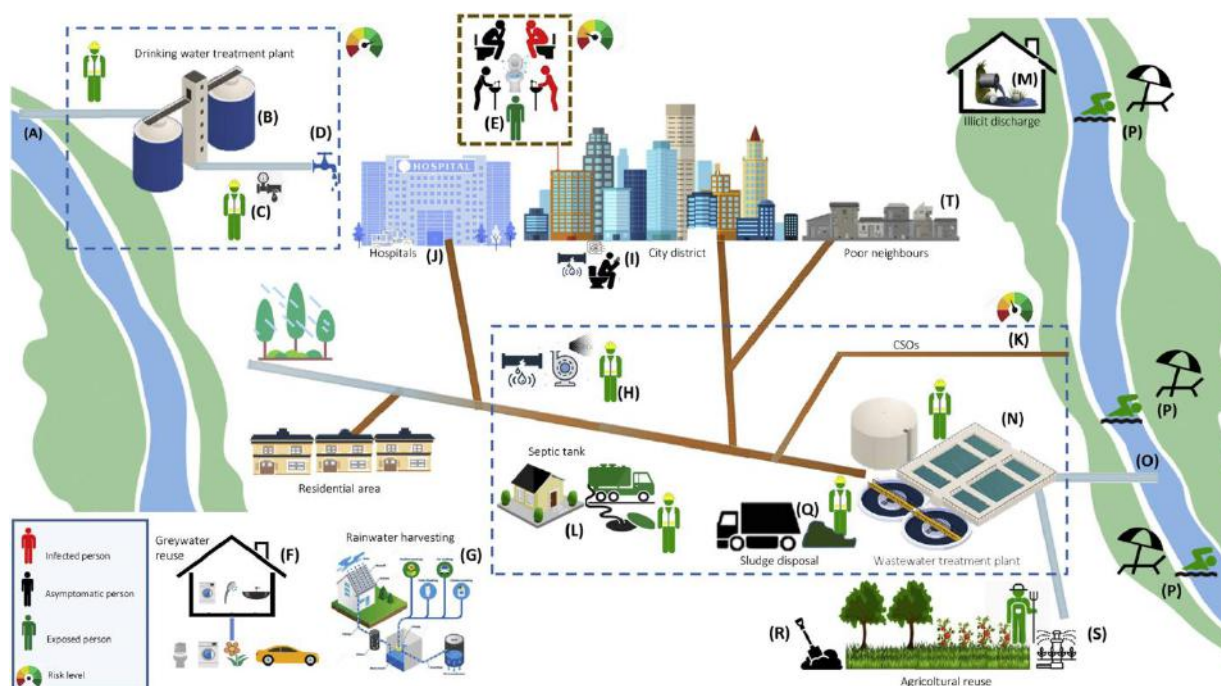 Drinking water treatment plant
(A)
(B)
(C)
(D)
(E)
HOSPITAL
Hospitals
(J)
(I)
City district
Poor neighbours
(T)
(M)
Illicit discharge
(P)
(K)
CSOs
(H)
(N)
(P)
(O)
Residential area
Septic tank
(L)
(Q)
Sludge disposal
Wastewater treatment plant
(P)
Infected person
Asymptomatic person
Exposed person
Risk level
Greywater
reuse
(F)
Rainwater harvesting
(G)
(R)
(S)
Agricoltural reuse